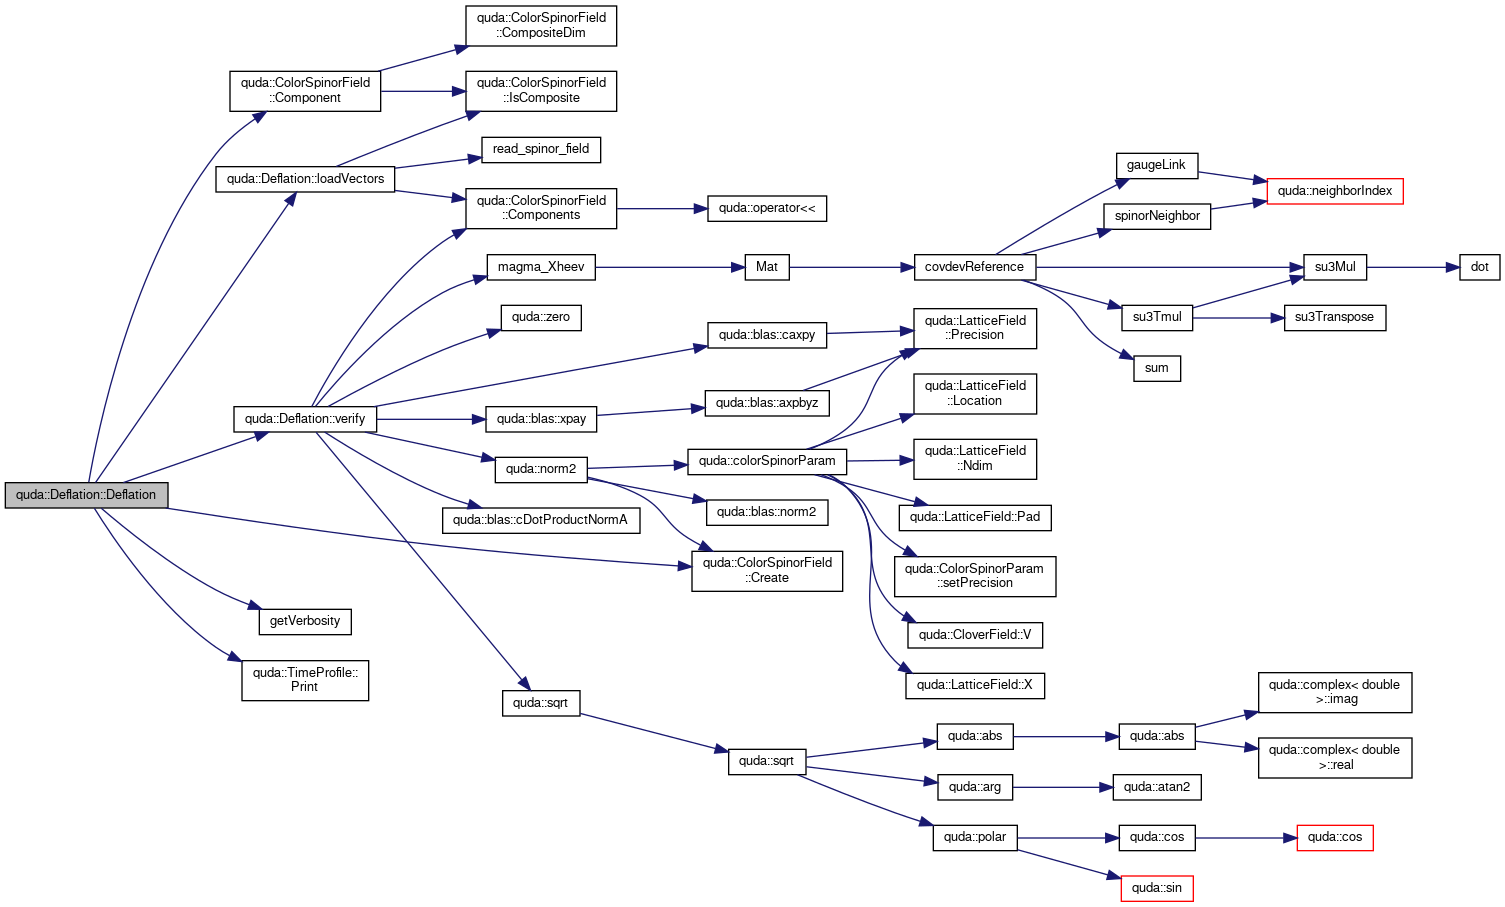 quda::ColorSpinorField
::CompositeDim
quda::ColorSpinorField
::Component
quda::ColorSpinorField
::IsComposite
read_spinor_field
gaugeLink
quda::Deflation::loadVectors
quda::neighborIndex
quda::ColorSpinorField
::Components
quda::operator<<
spinorNeighbor
magma_Xheev
Mat
covdevReference
su3Mul
dot
quda::zero
quda::blas::caxpy
quda::LatticeField
::Precision
su3Tmul
su3Transpose
sum
quda::Deflation::verify
quda::blas::xpay
quda::blas::axpbyz
quda::LatticeField
::Location
quda::norm2
quda::colorSpinorParam
quda::LatticeField
::Ndim
quda::Deflation::Deflation
quda::blas::cDotProductNormA
quda::blas::norm2
quda::LatticeField::Pad
quda::ColorSpinorField
::Create
quda::ColorSpinorParam
::setPrecision
getVerbosity
quda::CloverField::V
quda::TimeProfile::
Print
quda::LatticeField::X
quda::sqrt
quda::sqrt
quda::abs
quda::abs
quda::complex< double
>::imag
quda::complex< double
>::real
quda::arg
quda::atan2
quda::polar
quda::cos
quda::cos
quda::sin